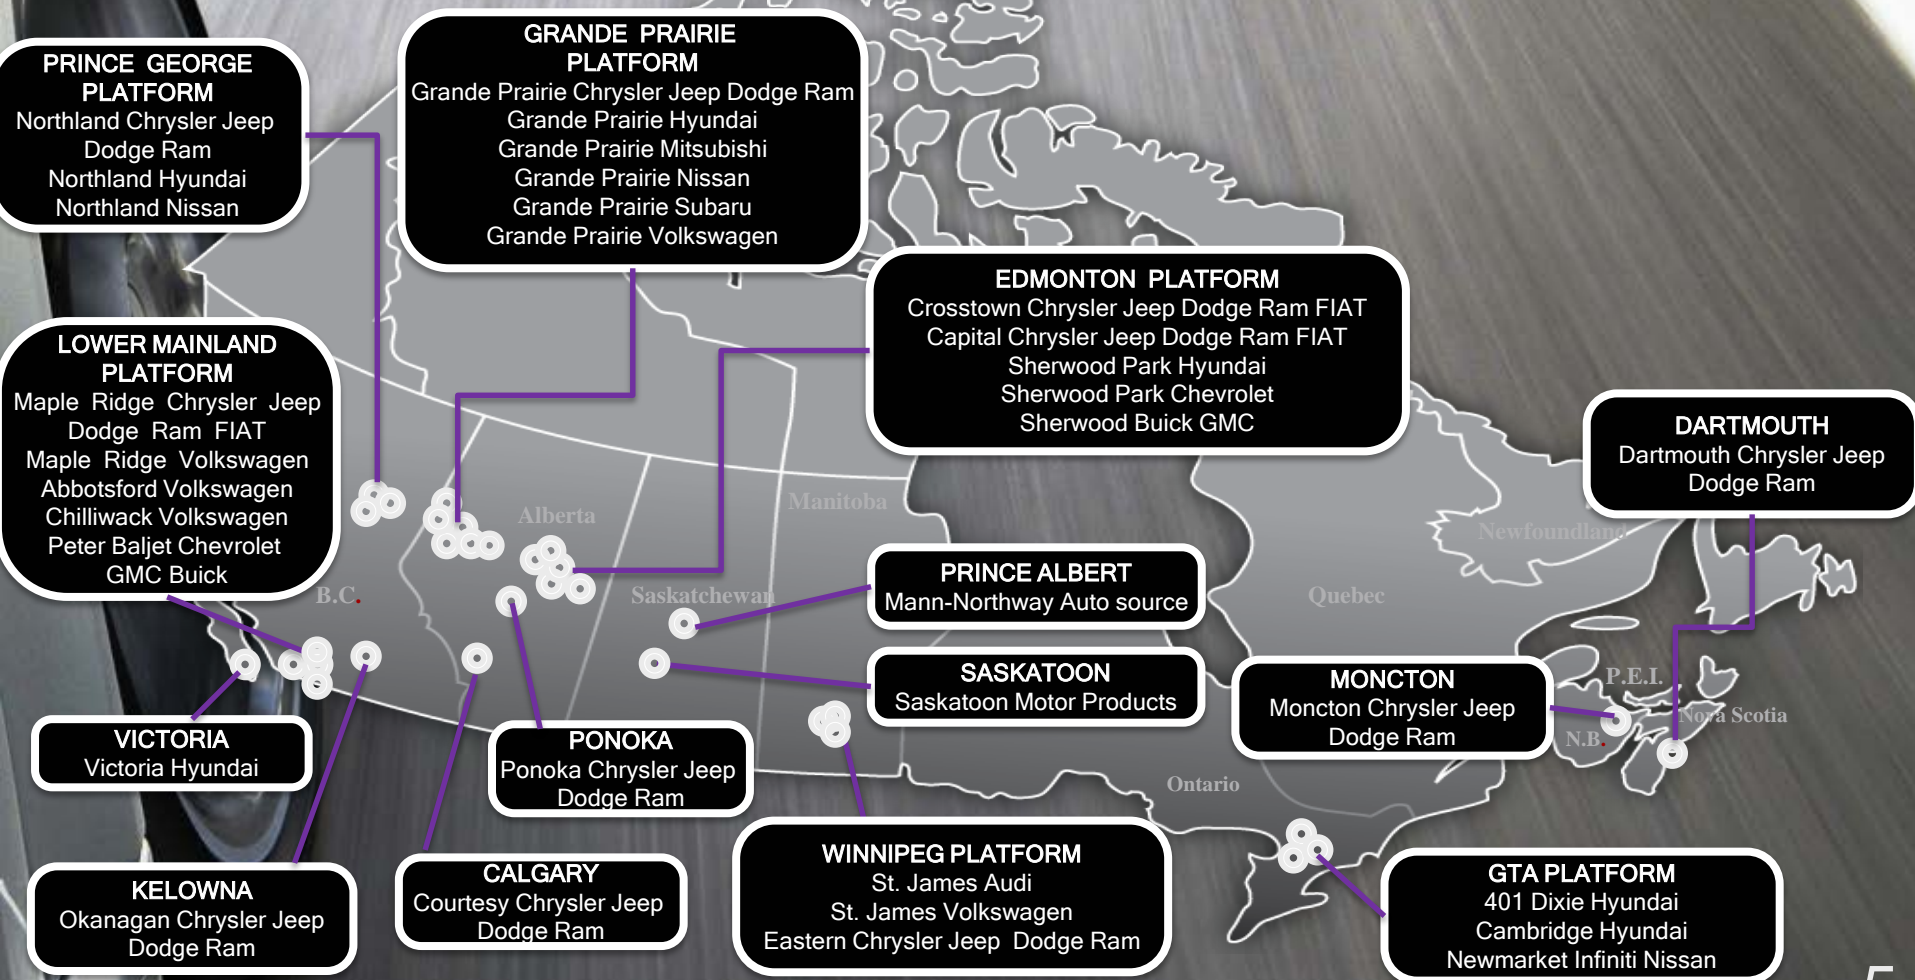 PRINCE GEORGE
PLATFORM
Northland Chrysler Jeep
Dodge Ram
Northland Hyundai
Northland Nissan
GRANDE PRAIRIE
PLATFORM
Grande Prairie Chrysler Jeep Dodge Ram
Grande Prairie Hyundai
Grande Prairie Mitsubishi
Grande Prairie Nissan
Grande Prairie Subaru
Grande Prairie Volkswagen
EDMONTON PLATFORM
Crosstown Chrysler Jeep Dodge Ram FIAT
Capital Chrysler Jeep Dodge Ram FIAT
Sherwood Park Hyundai
Sherwood Park Chevrolet
Sherwood Buick GMC
LOWER MAINLAND
PLATFORM
Maple Ridge Chrysler Jeep
Dodge Ram FIAT
Maple Ridge Volkswagen
Abbotsford Volkswagen
Chilliwack Volkswagen
Peter Baljet Chevrolet
GMC Buick
DARTMOUTH
Dartmouth Chrysler Jeep
Dodge Ram
Manitoba
Alberta
Newfoundland
B.C.
Saskatchewan
Quebec
PRINCE ALBERT
Mann-Northway Auto source
SASKATOON
Saskatoon Motor Products
MONCTON
Moncton Chrysler Jeep
Dodge Ram
P.E.I.
Nova Scotia
N.B.
VICTORIA
Victoria Hyundai
PONOKA
Ponoka Chrysler Jeep
Dodge Ram
Ontario
KELOWNA
Okanagan Chrysler Jeep
Dodge Ram
CALGARY
Courtesy Chrysler Jeep
Dodge Ram
WINNIPEG PLATFORM
St. James Audi
St. James Volkswagen
Eastern Chrysler Jeep Dodge Ram
GTA PLATFORM
401 Dixie Hyundai
Cambridge Hyundai
Newmarket Infiniti Nissan
5